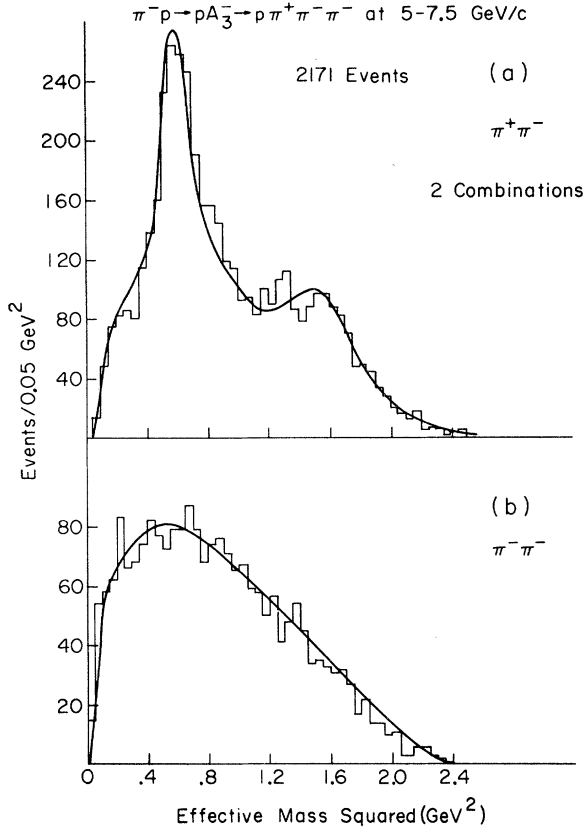 π⁻p→pA₃⁻→pπ⁺π⁻π⁻ at 5-7.5 GeV/c
2171 Events
(a)
π⁺π⁻
2 Combinations
240
200
160
120
80
40
Events/0.05 GeV²
(b)
π⁻π⁻
80
60
40
20
0
.4
.8
1.2
1.6
2.0
2.4
Effective Mass Squared(GeV²)